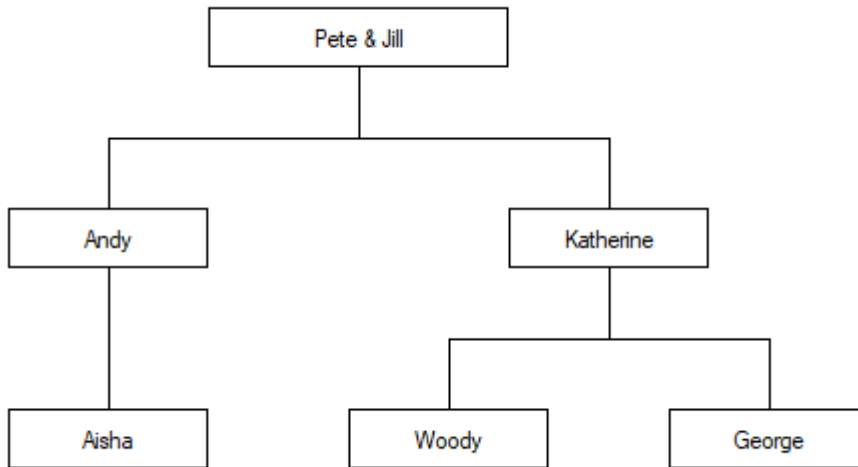 Pete & Jill
Andy
Katherine
Aisha
Woody
George